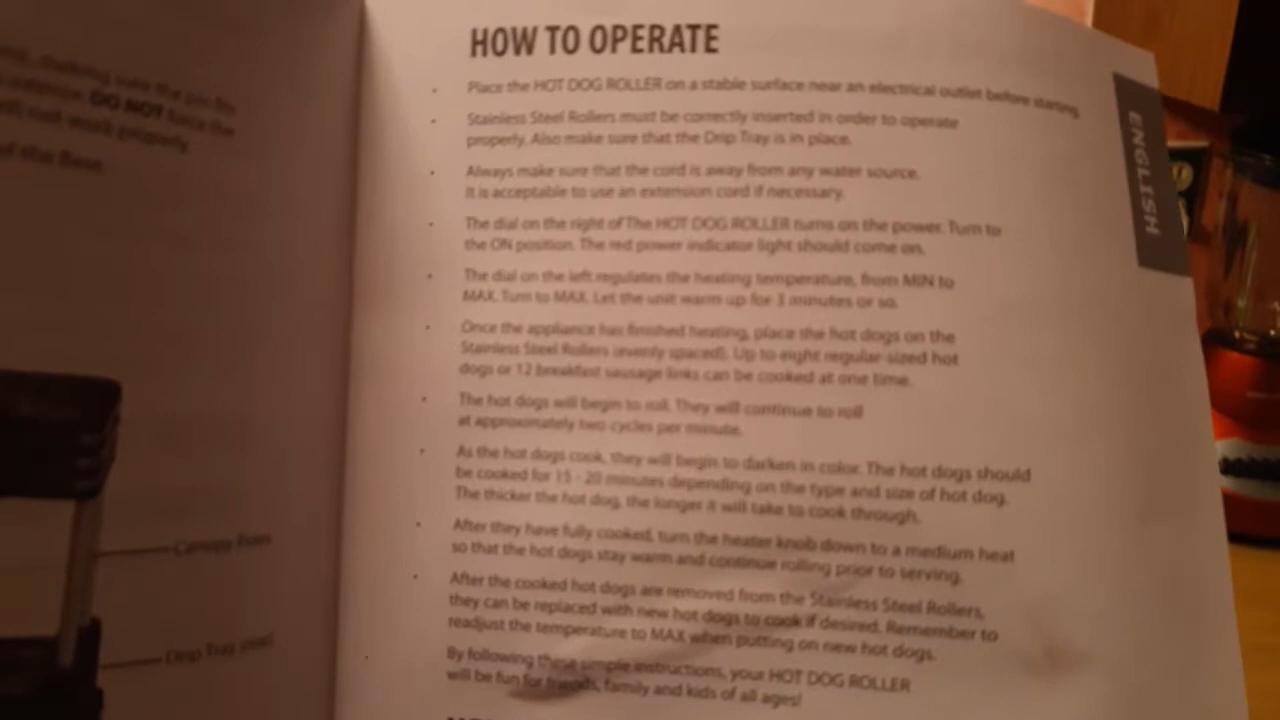 making sure the pin fits
DO NOT force the
will not work properly.
of the Base.
Canopy Posts
Drip Tray (not
HOW TO OPERATE
Place the HOT DOG ROLLER on a stable surface near an electrical outlet before starting.
Stainless Steel Rollers must be correctly inserted in order to operate
properly. Also make sure that the Drip Tray is in place.
Always make sure that the cord is away from any water source.
It is acceptable to use an extension cord if necessary.
The dial on the right of The HOT DOG ROLLER turns on the power. Turn to
the ON position. The red power indicator light should come on.
The dial on the left regulates the heating temperature, from MIN to
MAX. Turn to MAX. Let the unit warm up for 3 minutes or so.
Once the appliance has finished heating, place the hot dogs on the
Stainless Steel Rollers (evenly spaced). Up to eight regular-sized hot
dogs or 12 breakfast sausage links can be cooked at one time.
The hot dogs will begin to roll. They will continue to roll
at approximately two cycles per minute.
As the hot dogs cook, they will begin to darken in color. The hot dogs should
be cooked for 15 - 20 minutes depending on the type and size of hot dog.
The thicker the hot dog, the longer it will take to cook through.
After they have fully cooked, turn the heater knob down to a medium heat
so that the hot dogs stay warm and continue rolling prior to serving.
After the cooked hot dogs are removed from the Stainless Steel Rollers,
they can be replaced with new hot dogs to cook if desired. Remember to
readjust the temperature to MAX when putting on new hot dogs.
By following these simple instructions, your HOT DOG ROLLER
will be fun for friends, family and kids of all ages!
ENGLISH